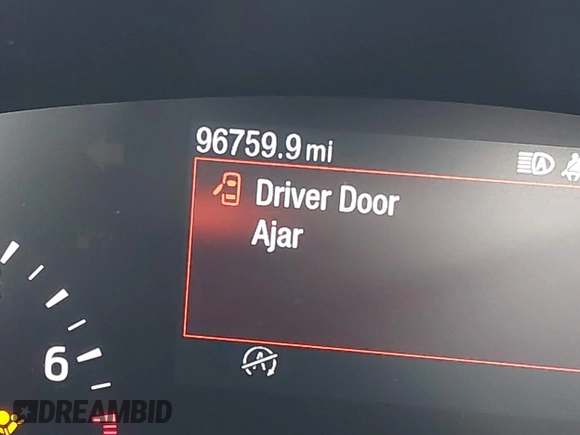 96759.9 mi
Driver Door
Ajar
6
DREAMBID